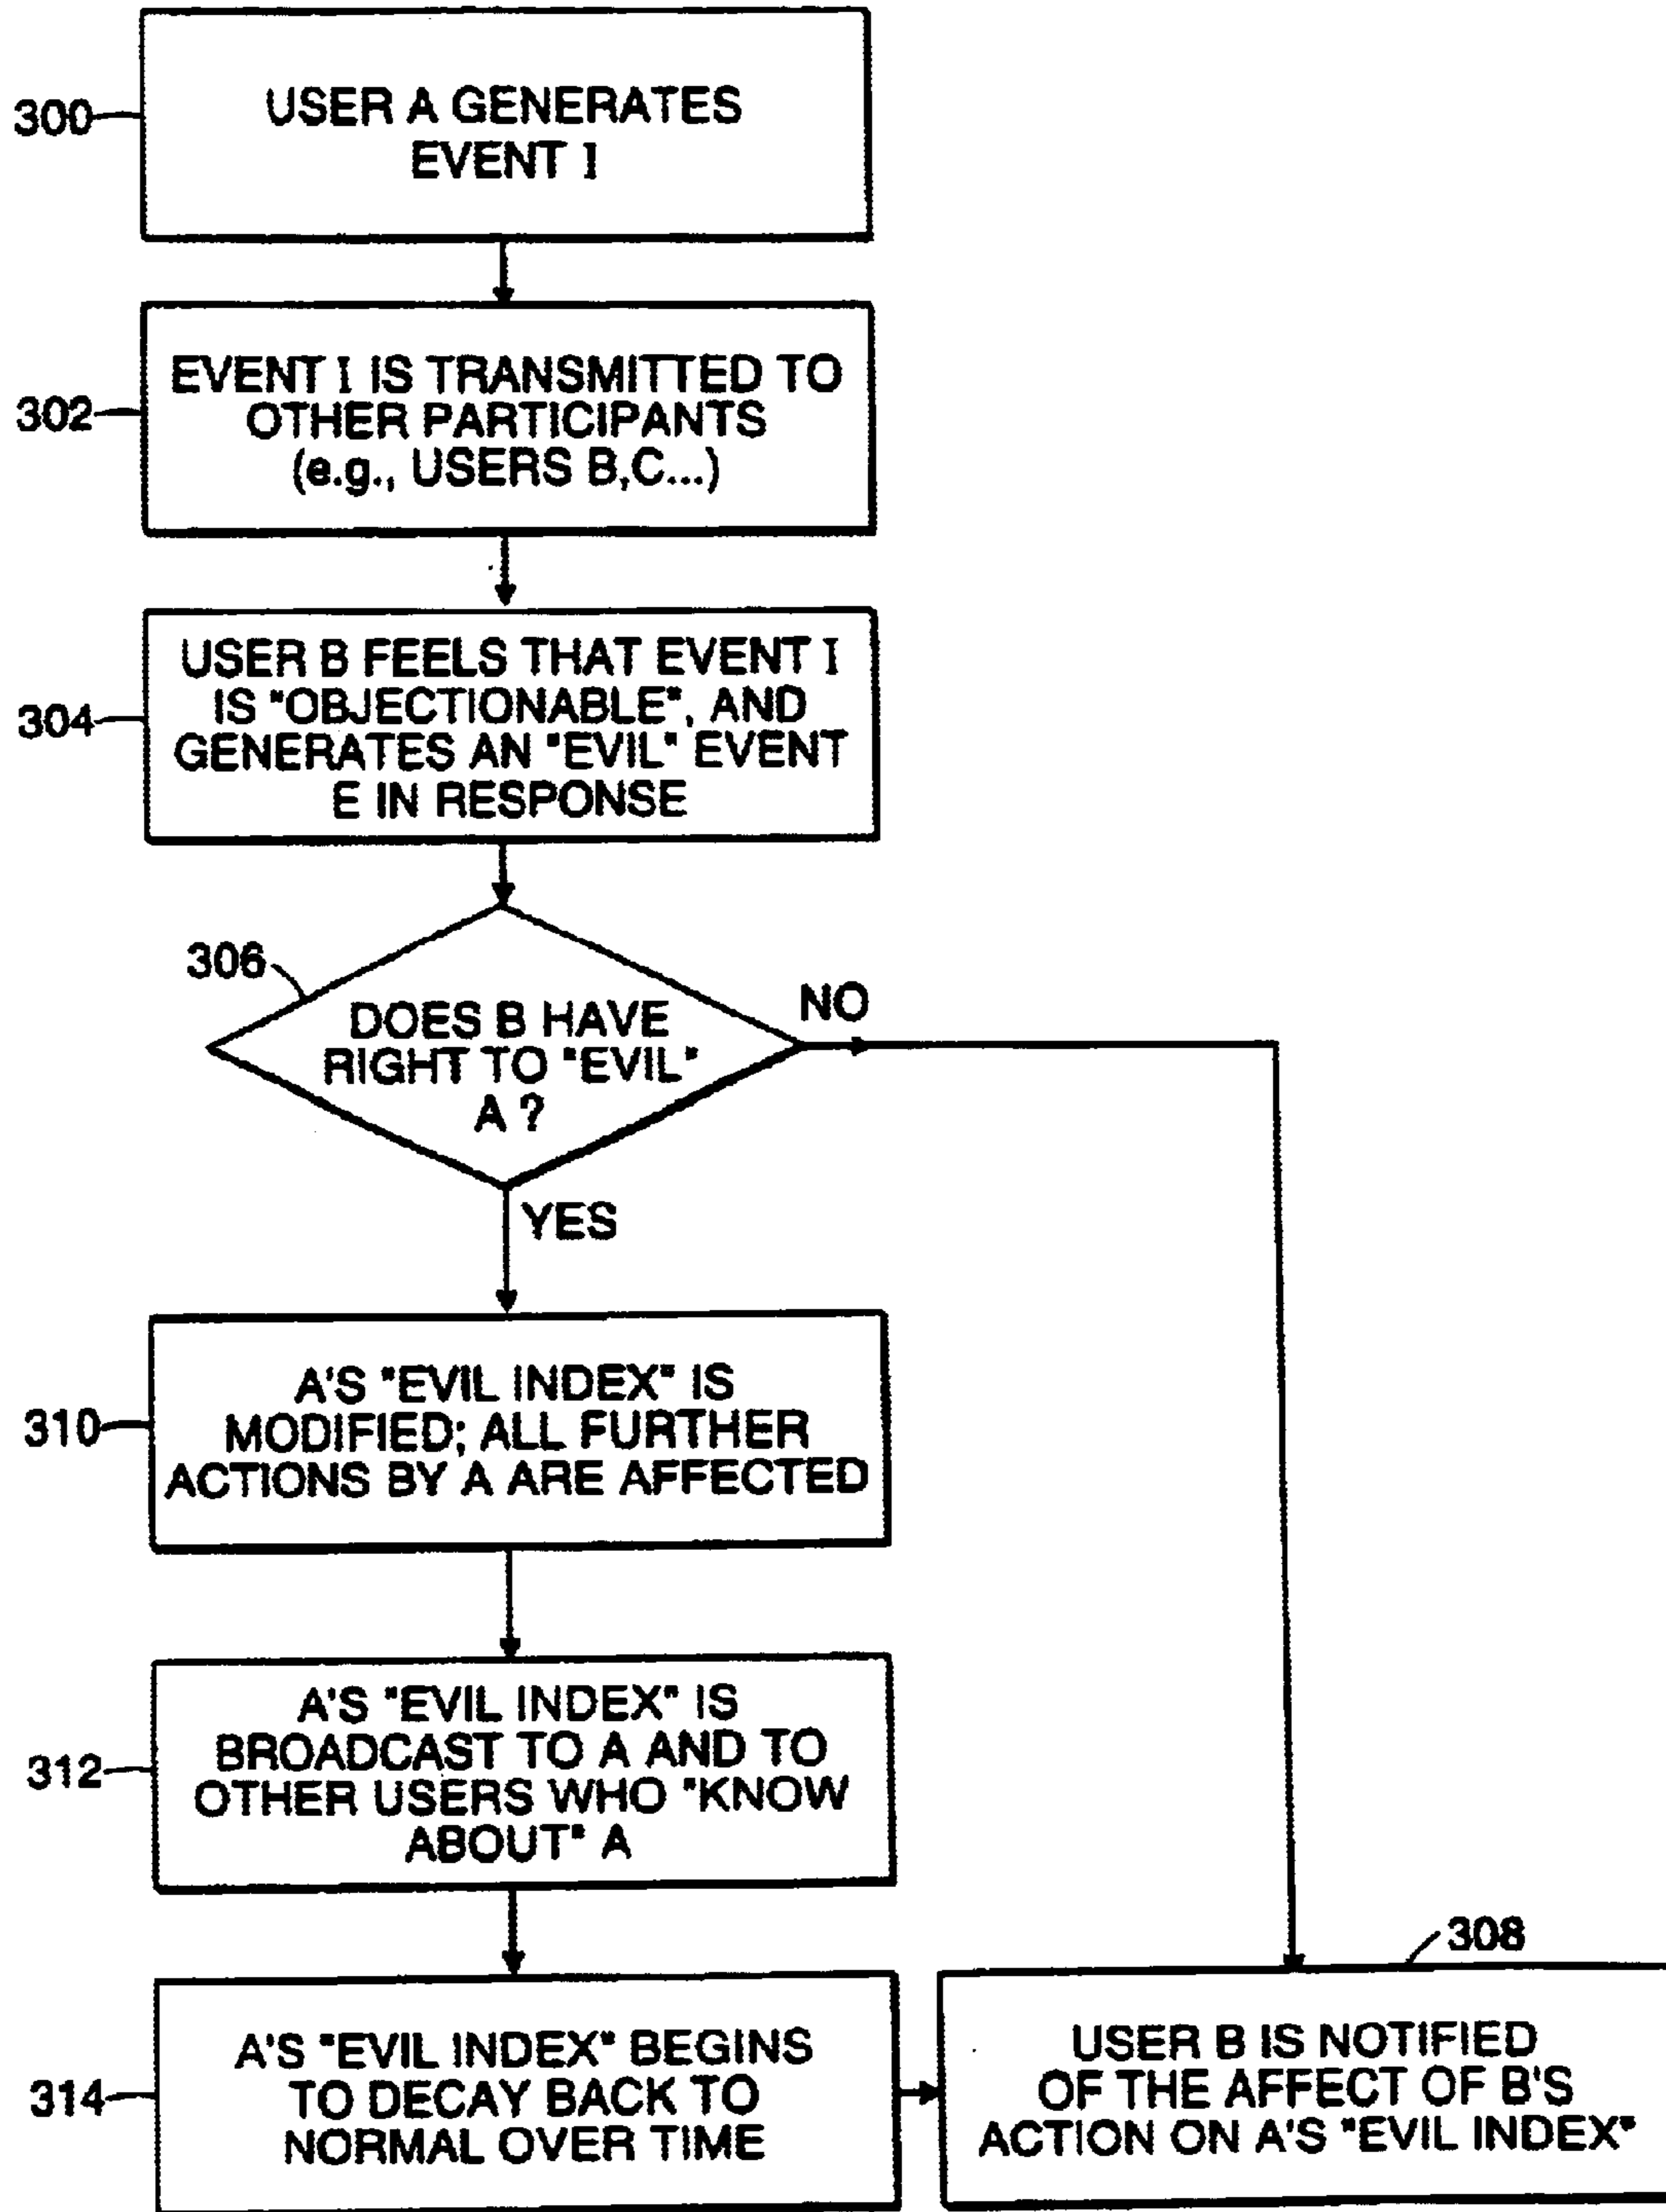 300
USER A GENERATES
EVENT I
302
EVENT I IS TRANSMITTED TO
OTHER PARTICIPANTS
(e.g., USERS B,C...)
304
USER B FEELS THAT EVENT I
IS "OBJECTIONABLE", AND
GENERATES AN "EVIL" EVENT
E IN RESPONSE
306
DOES B HAVE
RIGHT TO "EVIL"
A ?
NO
YES
310
A'S "EVIL INDEX" IS
MODIFIED; ALL FURTHER
ACTIONS BY A ARE AFFECTED
312
A'S "EVIL INDEX" IS
BROADCAST TO A AND TO
OTHER USERS WHO "KNOW
ABOUT" A
314
A'S "EVIL INDEX" BEGINS
TO DECAY BACK TO
NORMAL OVER TIME
308
USER B IS NOTIFIED
OF THE AFFECT OF B'S
ACTION ON A'S "EVIL INDEX"